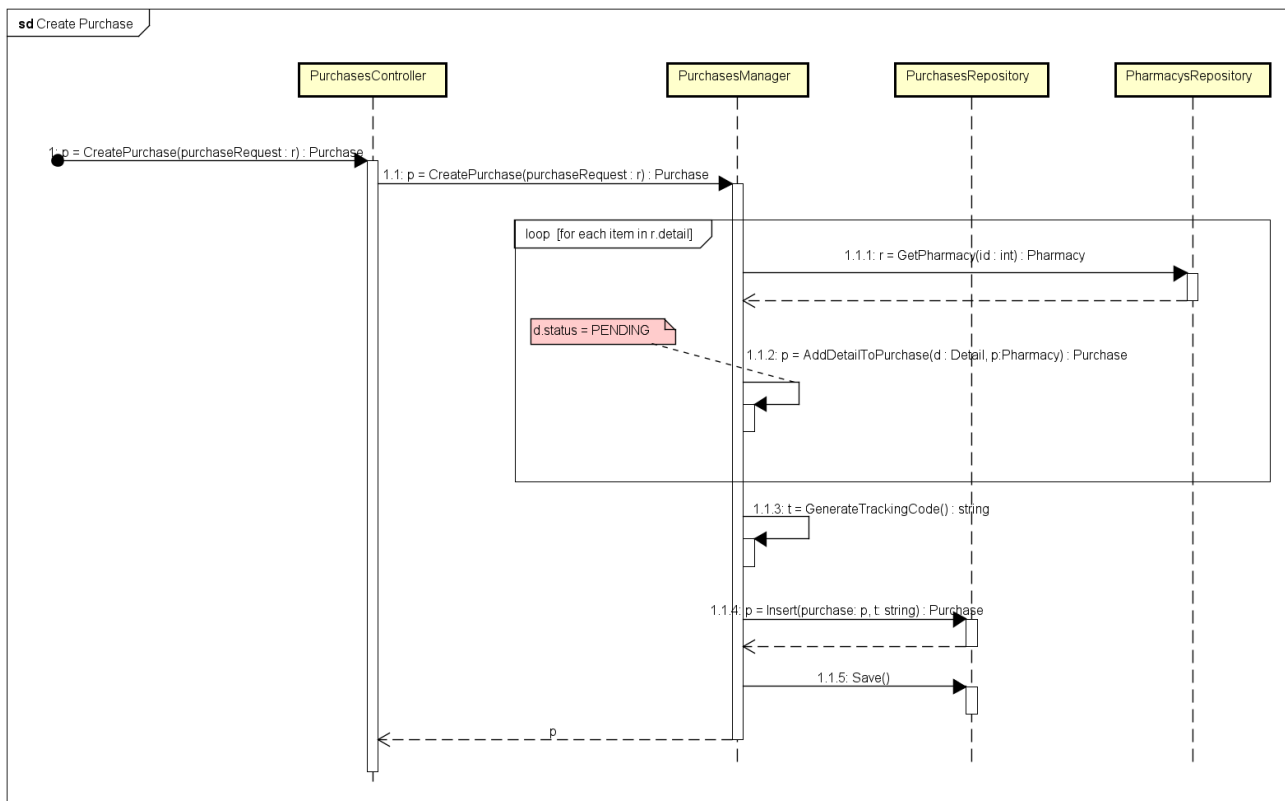 sd Create Purchase
PurchasesController
PurchasesManager
PurchasesRepository
PharmacysRepository
1: p = CreatePurchase(purchaseRequest : r) : Purchase
1.1: p = CreatePurchase(purchaseRequest : r) : Purchase
loop [for each item in r.detail]
1.1.1: r = GetPharmacy(id : int) : Pharmacy
d.status = PENDING
1.1.2: p = AddDetailToPurchase(d : Detail, p:Pharmacy) : Purchase
1.1.3: t = GenerateTrackingCode() : string
1.1.4: p = Insert(purchase: p, t: string) : Purchase
1.1.5: Save()
p